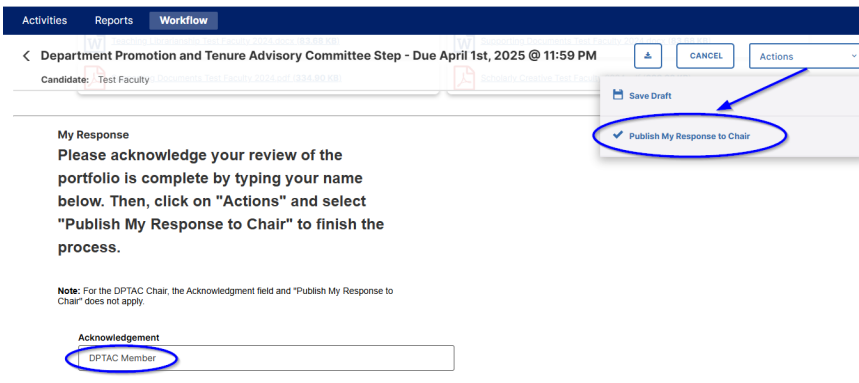 Activities Reports Workflow
Department Promotion and Tenure Advisory Committee Step - Due April 1st, 2025 @ 11:59 PM
CANCEL
Actions
Candidate: Test Faculty
Save Draft
Publish My Response to Chair
My Response
Please acknowledge your review of the
portfolio is complete by typing your name
below. Then, click on "Actions" and select
"Publish My Response to Chair" to finish the
process.
Note: For the DPTAC Chair, the Acknowledgment field and "Publish My Response to
Chair" does not apply.
Acknowledgement
DPTAC Member